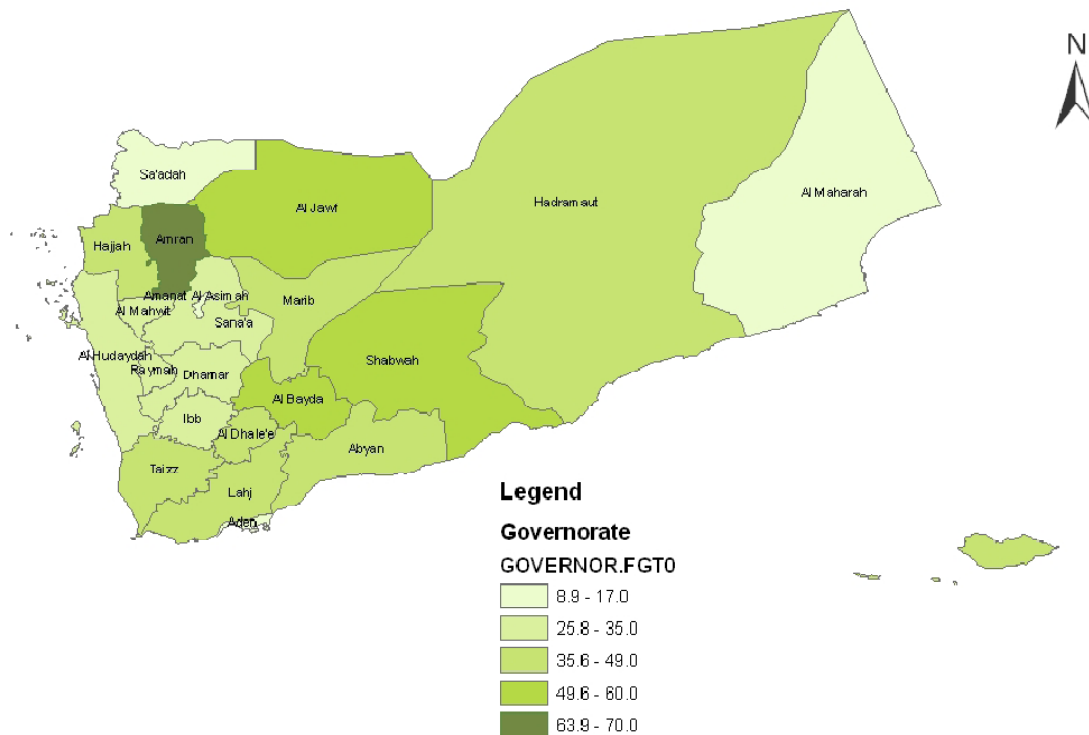 N
Sa'adah
Al Jawf
Hadramaut
Al Maharah
Hajjah
Amran
Amanat Al Asimah
Marib
Al Mahwit
Sana'a
Al Hudaydah
Raymah
Dhamar
Shabwah
Al Bayda
Ibb
Al Dhale'e
Abyan
Taizz
Lahj
Aden
Legend
Governorate
GOVERNOR.FGT0
8.9 - 17.0
25.8 - 35.0
35.6 - 49.0
49.6 - 60.0
63.9 - 70.0